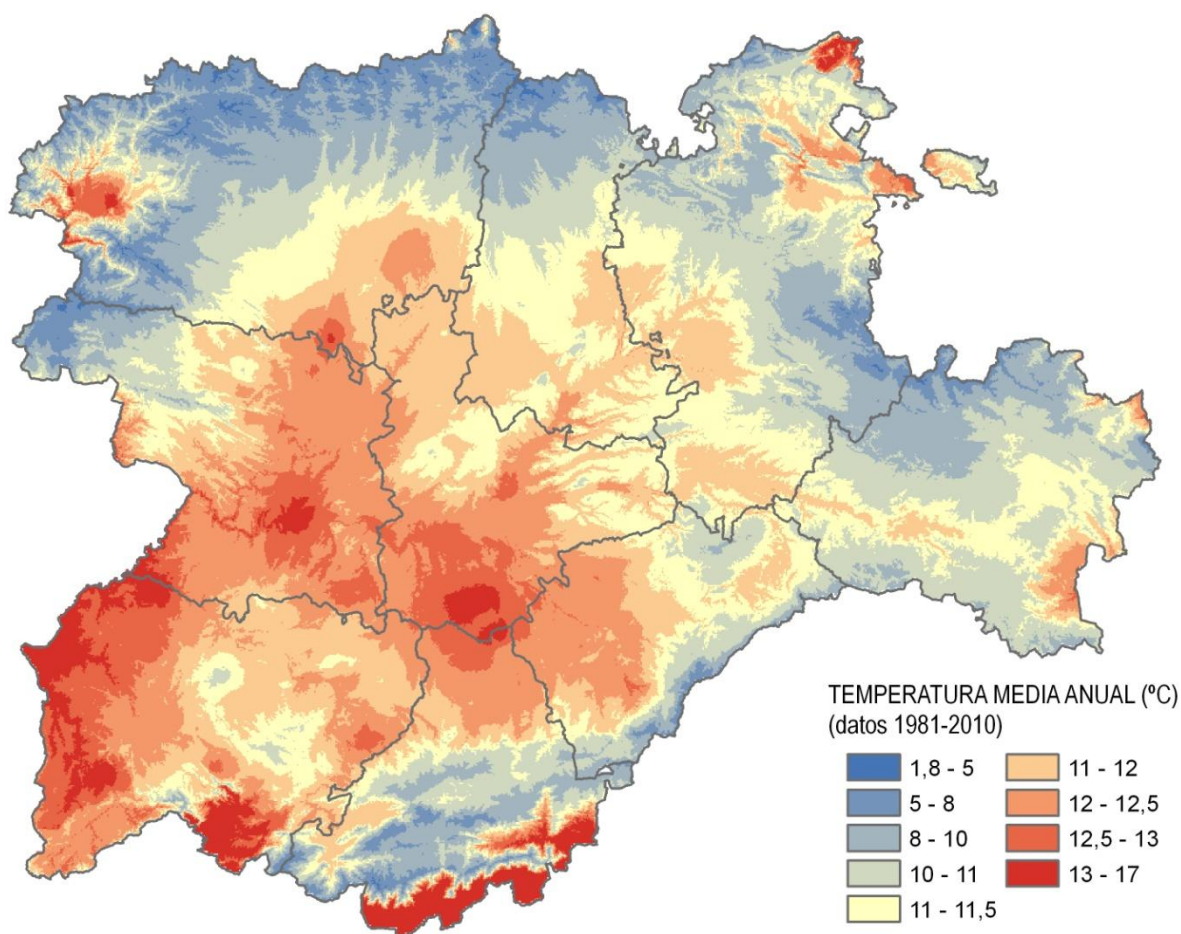 TEMPERATURA MEDIA ANUAL (ºC)
(datos 1981-2010)
1,8 - 5
5 - 8
8 - 10
10 - 11
11 - 11,5
11 - 12
12 - 12,5
12,5 - 13
13 - 17